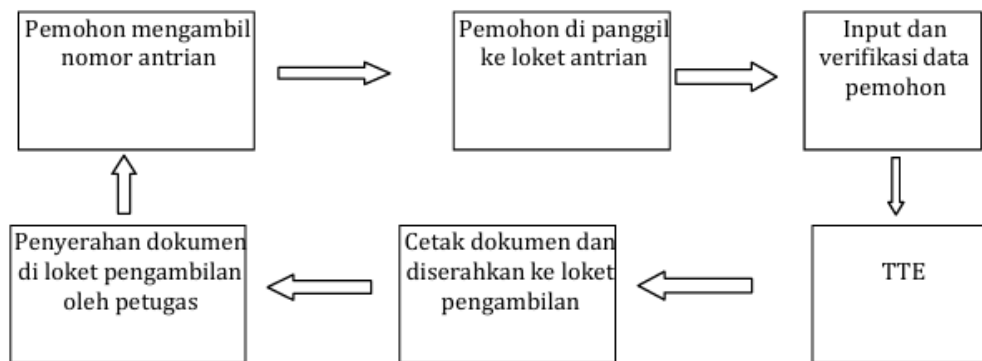 Pemohon mengambil
nomor antrian
Pemohon di panggil
ke loket antrian
Input dan
verifikasi data
pemohon
Penyerahan dokumen
di loket pengambilan
oleh petugas
Cetak dokumen dan
diserahkan ke loket
pengambilan
TTE